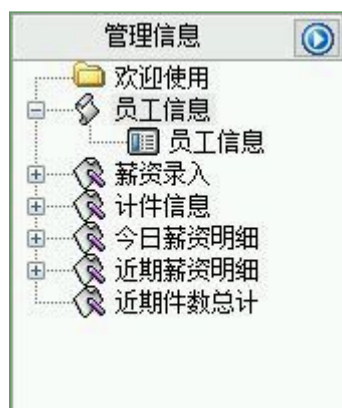 管理信息
欢迎使用
员工信息
员工信息
薪资录入
计件信息
今日薪资明细
近期薪资明细
近期件数总计